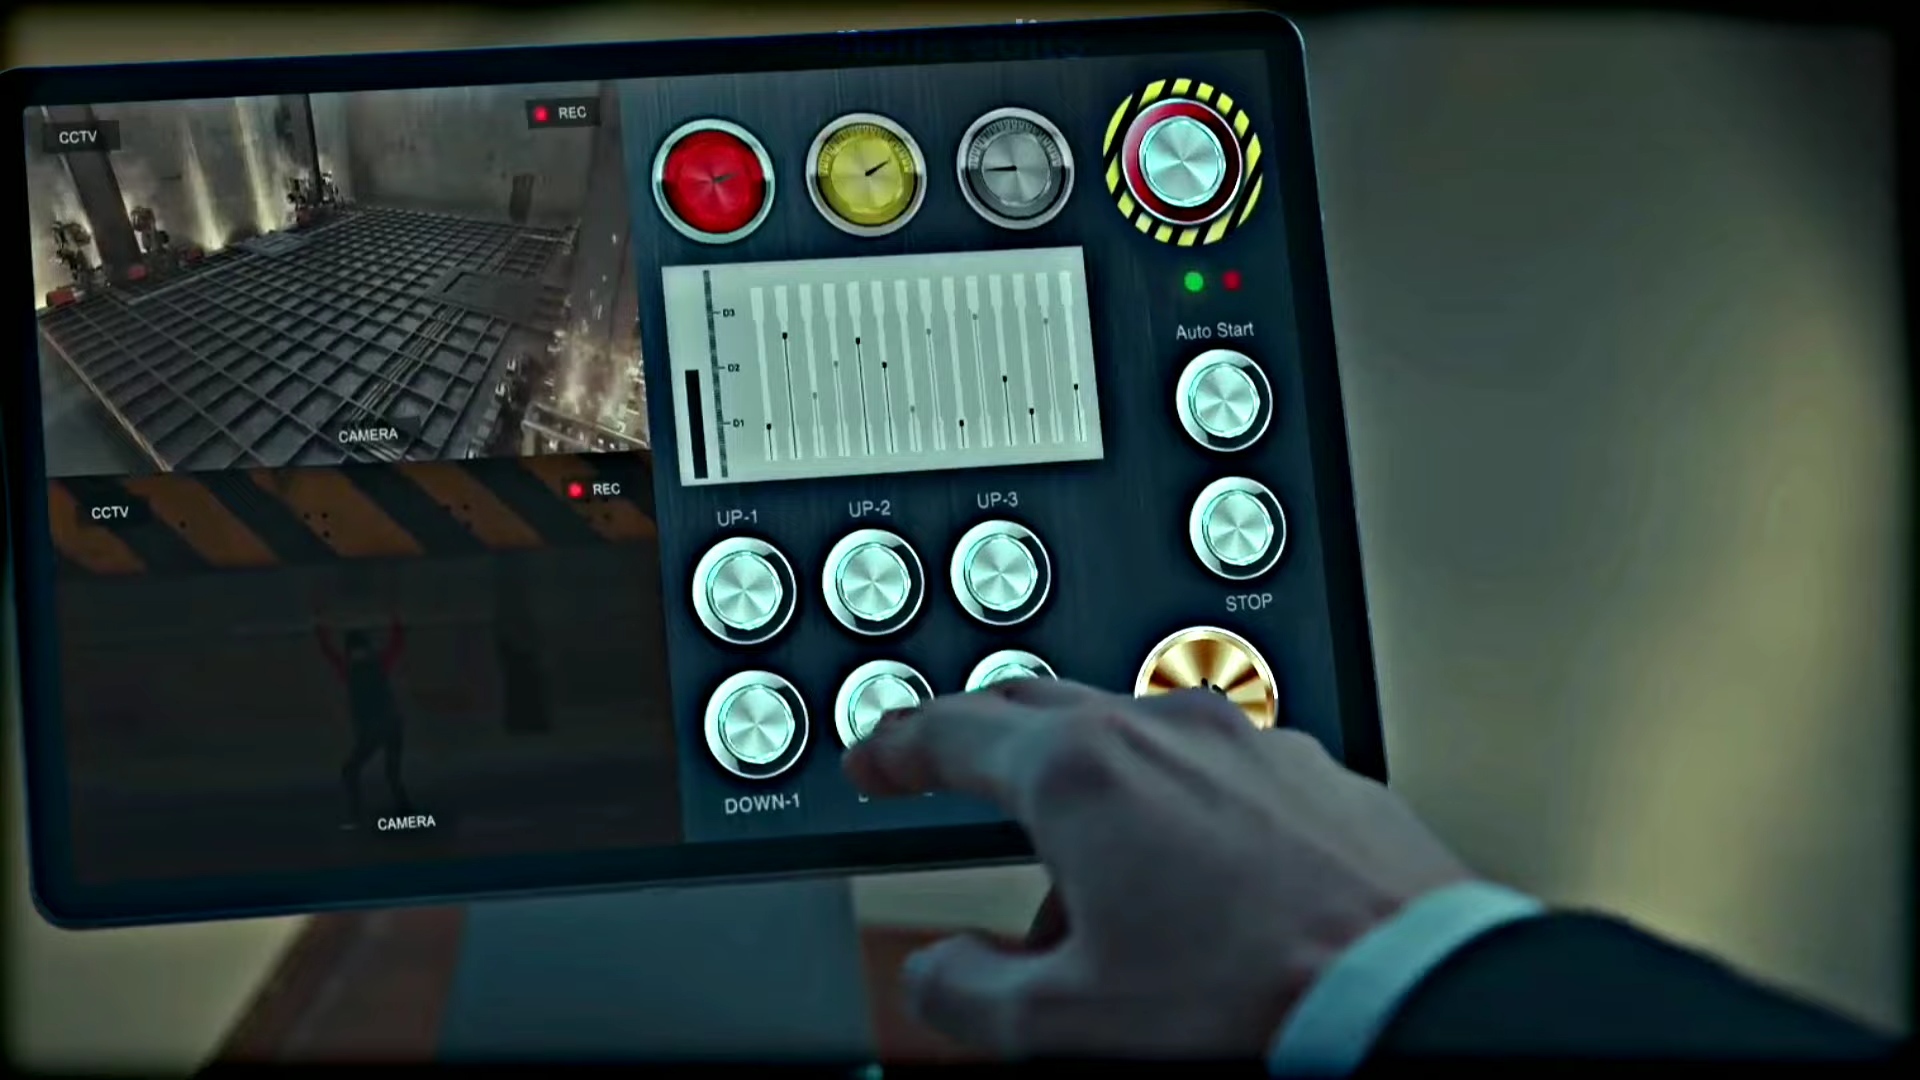 CCTV
REC
CAMERA
CCTV
REC
CAMERA
D3
D2
D1
Auto Start
STOP
UP-1
UP-2
UP-3
DOWN-1